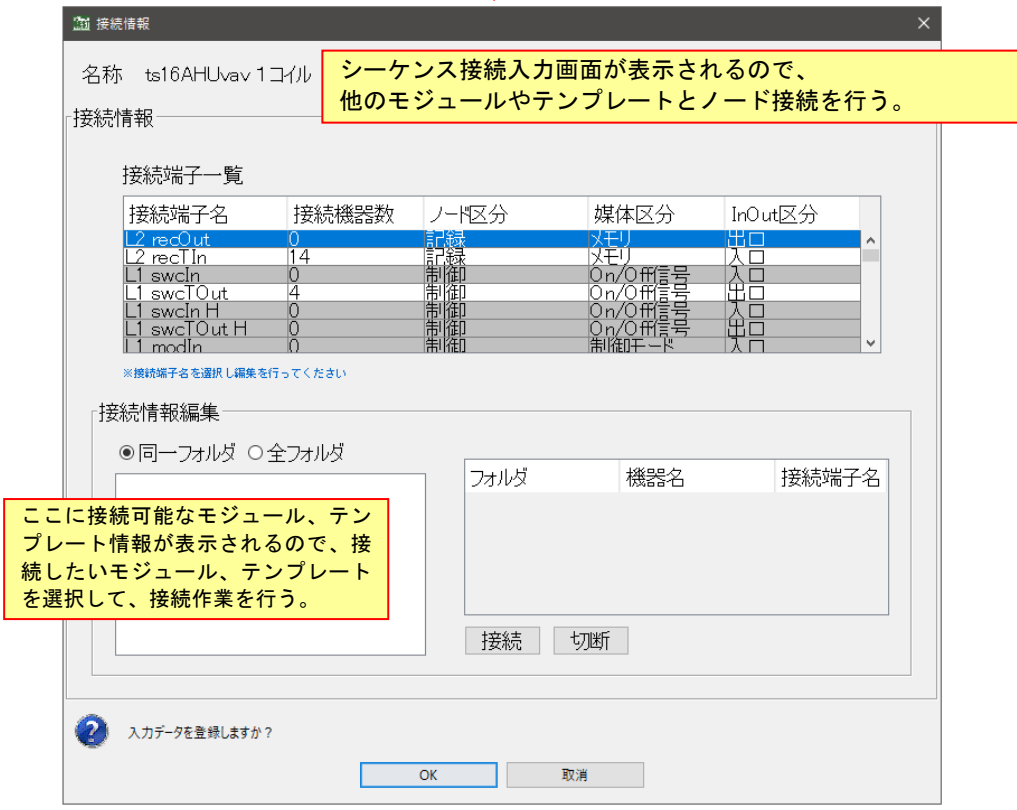 接続情報
名称 ts16AHUvav 1コイル
シーケンス接続入力画面が表示されるので、
他のモジュールやテンプレートとノード接続を行う。
接続情報
接続端子一覧
接続端子名 接続機器数 ノード区分 媒体区分 InOut区分
L2 recOut 0 記録 メモリ 出口
L2 recTIn 14 記録 メモリ 入口
L1 swcIn 0 制御 On/Off信号 入口
L1 swcTOut 4 制御 On/Off信号 出口
L1 swcIn H 0 制御 On/Off信号 入口
L1 swcTOut H 0 制御 On/Off信号 出口
L1 modIn 0 制御 制御モード 入口
※接続端子名を選択し編集を行ってください
接続情報編集
同一フォルダ 全フォルダ
フォルダ 機器名 接続端子名
ここに接続可能なモジュール、テン
プレート情報が表示されるので、接
続したいモジュール、テンプレート
を選択して、接続作業を行う。
接続 切断
入力データを登録しますか?
OK 取消